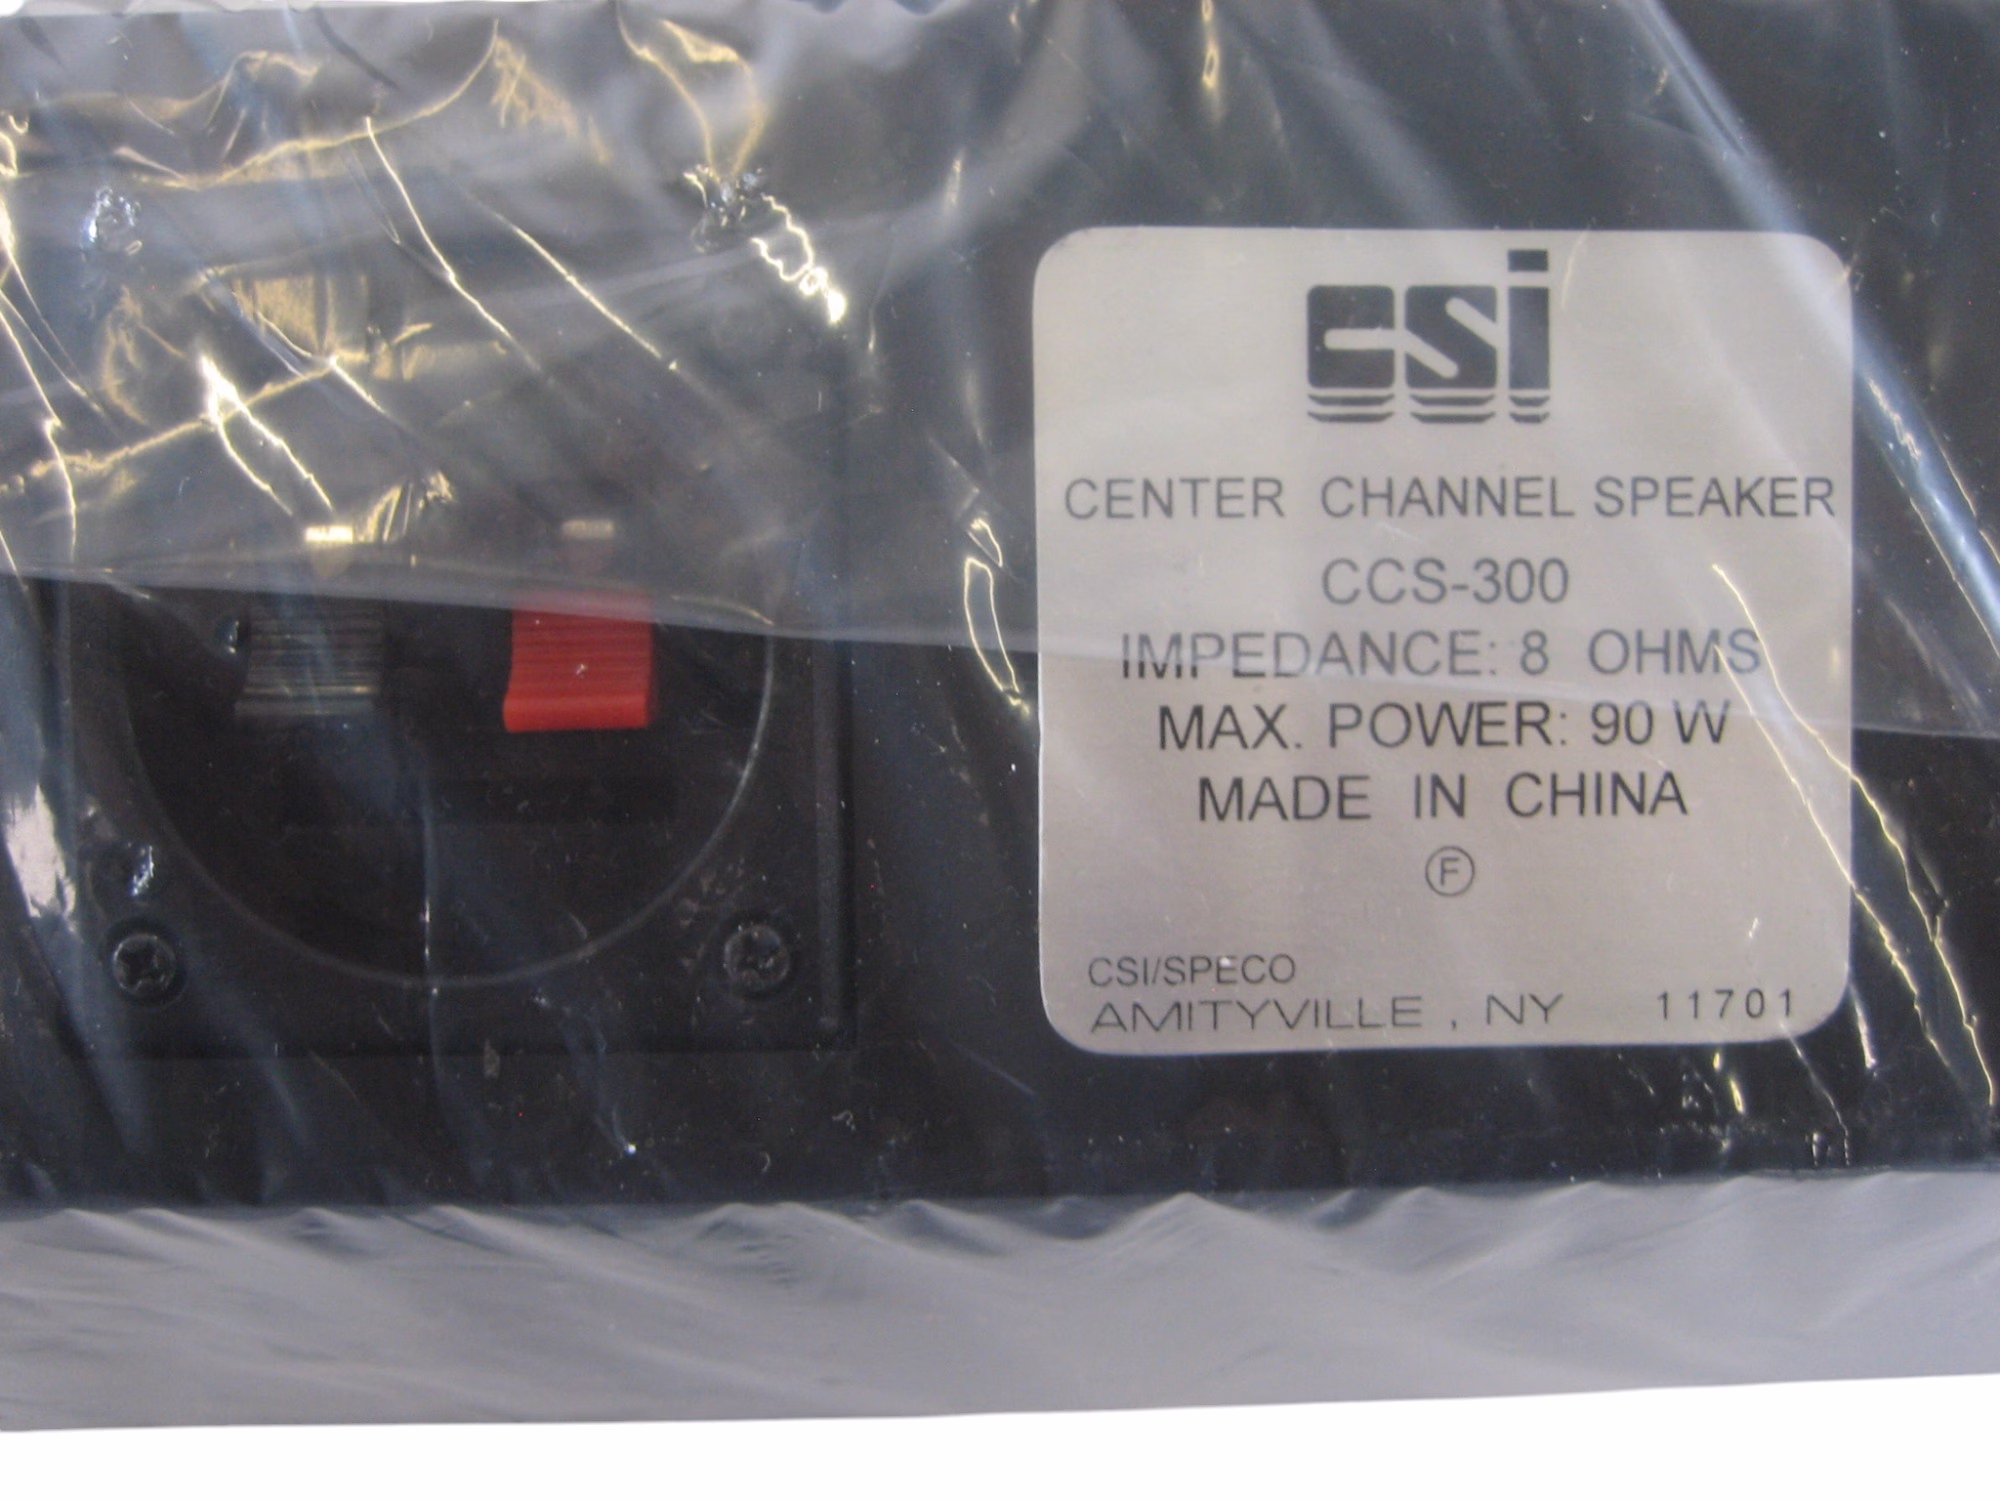 csi
CENTER CHANNEL SPEAKER
CCS-300
IMPEDANCE: 8 OHMS
MAX. POWER: 90 W
MADE IN CHINA
F
CSI/SPECO
AMITYVILLE , NY 11701